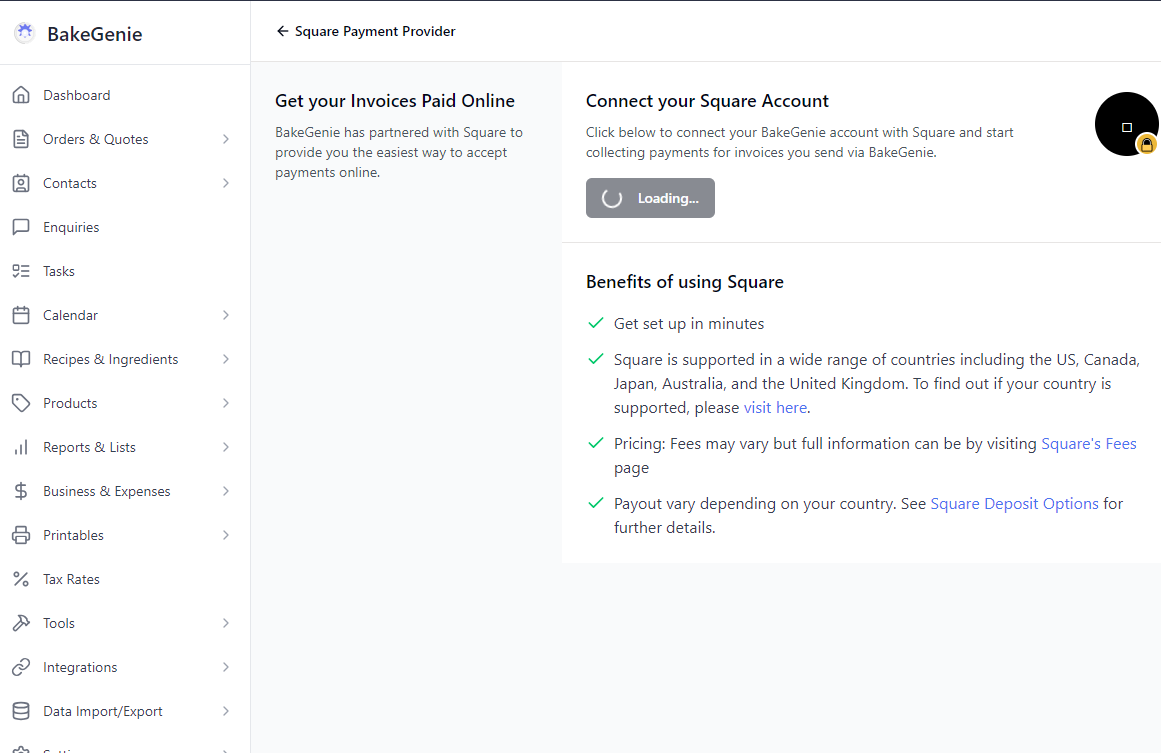 BakeGenie
Dashboard
Orders & Quotes
Contacts
Enquiries
Tasks
Calendar
Recipes & Ingredients
Products
Reports & Lists
Business & Expenses
Printables
Tax Rates
Tools
Integrations
Data Import/Export
Square Payment Provider
Get your Invoices Paid Online
BakeGenie has partnered with Square to
provide you the easiest way to accept
payments online.
Connect your Square Account
Click below to connect your BakeGenie account with Square and start
collecting payments for invoices you send via BakeGenie.
Loading...
Benefits of using Square
Get set up in minutes
Square is supported in a wide range of countries including the US, Canada,
Japan, Australia, and the United Kingdom. To find out if your country is
supported, please visit here.
Pricing: Fees may vary but full information can be by visiting Square's Fees
page
Payout vary depending on your country. See Square Deposit Options for
further details.